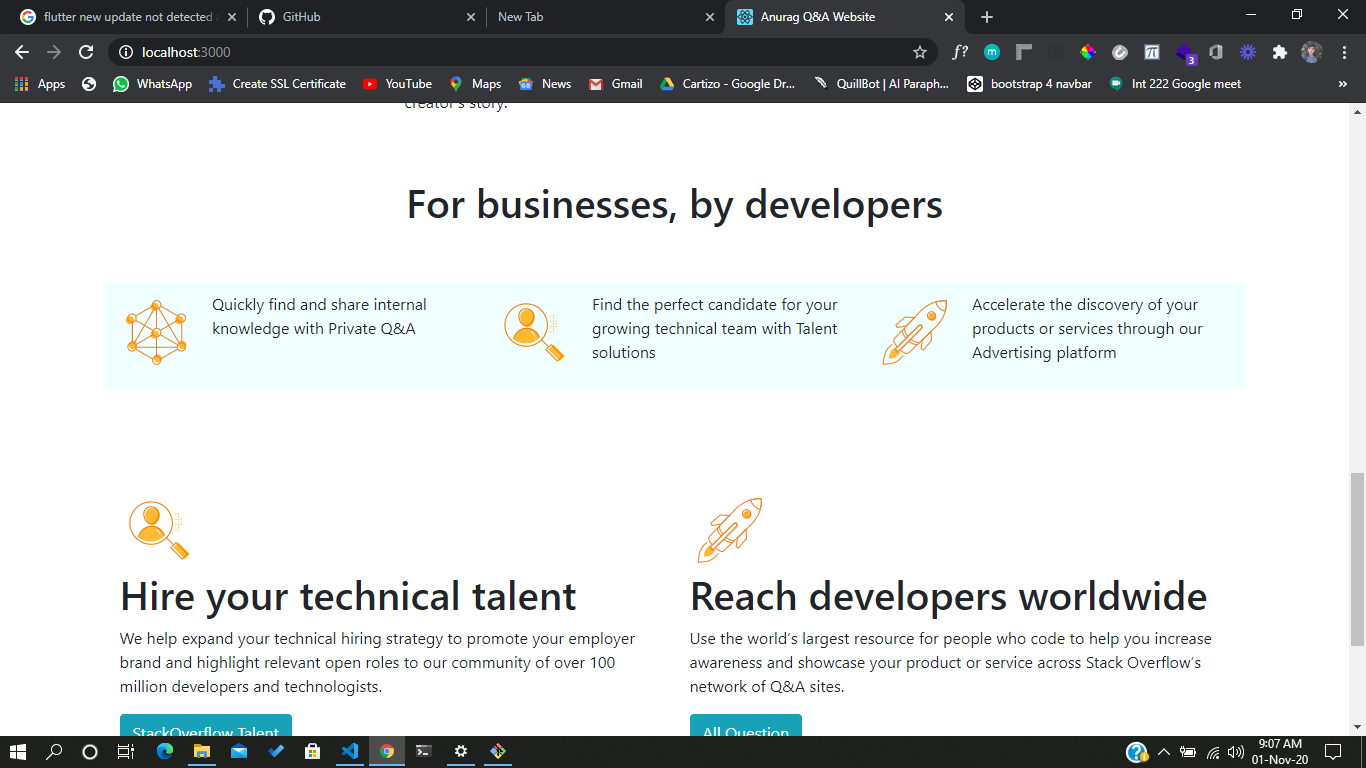 flutter new update not detected
GitHub
New Tab
Anurag Q&A Website
localhost:3000
f?
m
3
Apps
WhatsApp
Create SSL Certificate
YouTube
Maps
News
Gmail
Cartizo - Google Dr...
QuillBot | AI Paraph...
bootstrap 4 navbar
Int 222 Google meet
»
creator's story.
For businesses, by developers
Quickly find and share internal
knowledge with Private Q&A
Find the perfect candidate for your
growing technical team with Talent
solutions
Accelerate the discovery of your
products or services through our
Advertising platform
Hire your technical talent
We help expand your technical hiring strategy to promote your employer
brand and highlight relevant open roles to our community of over 100
million developers and technologists.
StackOverflow Talent
Reach developers worldwide
Use the world’s largest resource for people who code to help you increase
awareness and showcase your product or service across Stack Overflow’s
network of Q&A sites.
All Question
9:07 AM
01-Nov-20